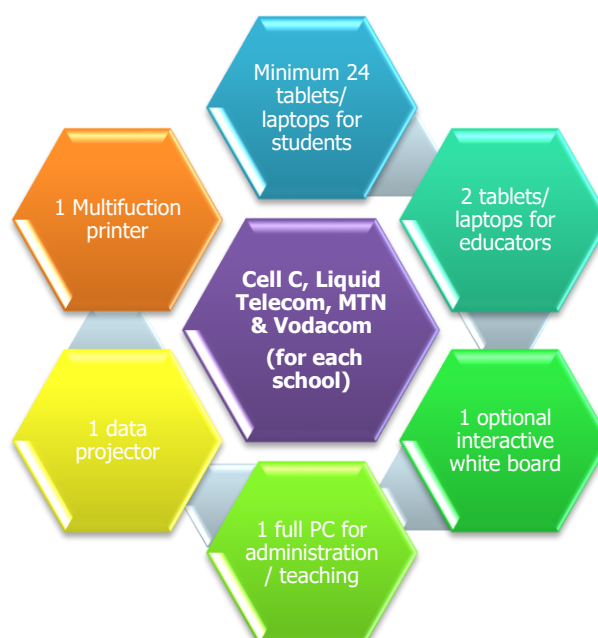 Minimum 24
tablets/
laptops for
students
2 tablets/
laptops for
educators
1 optional
interactive
white board
1 full PC for
administration
/ teaching
1 data
projector
1 Multifuction
printer
Cell C, Liquid
Telecom, MTN
& Vodacom
(for each
school)